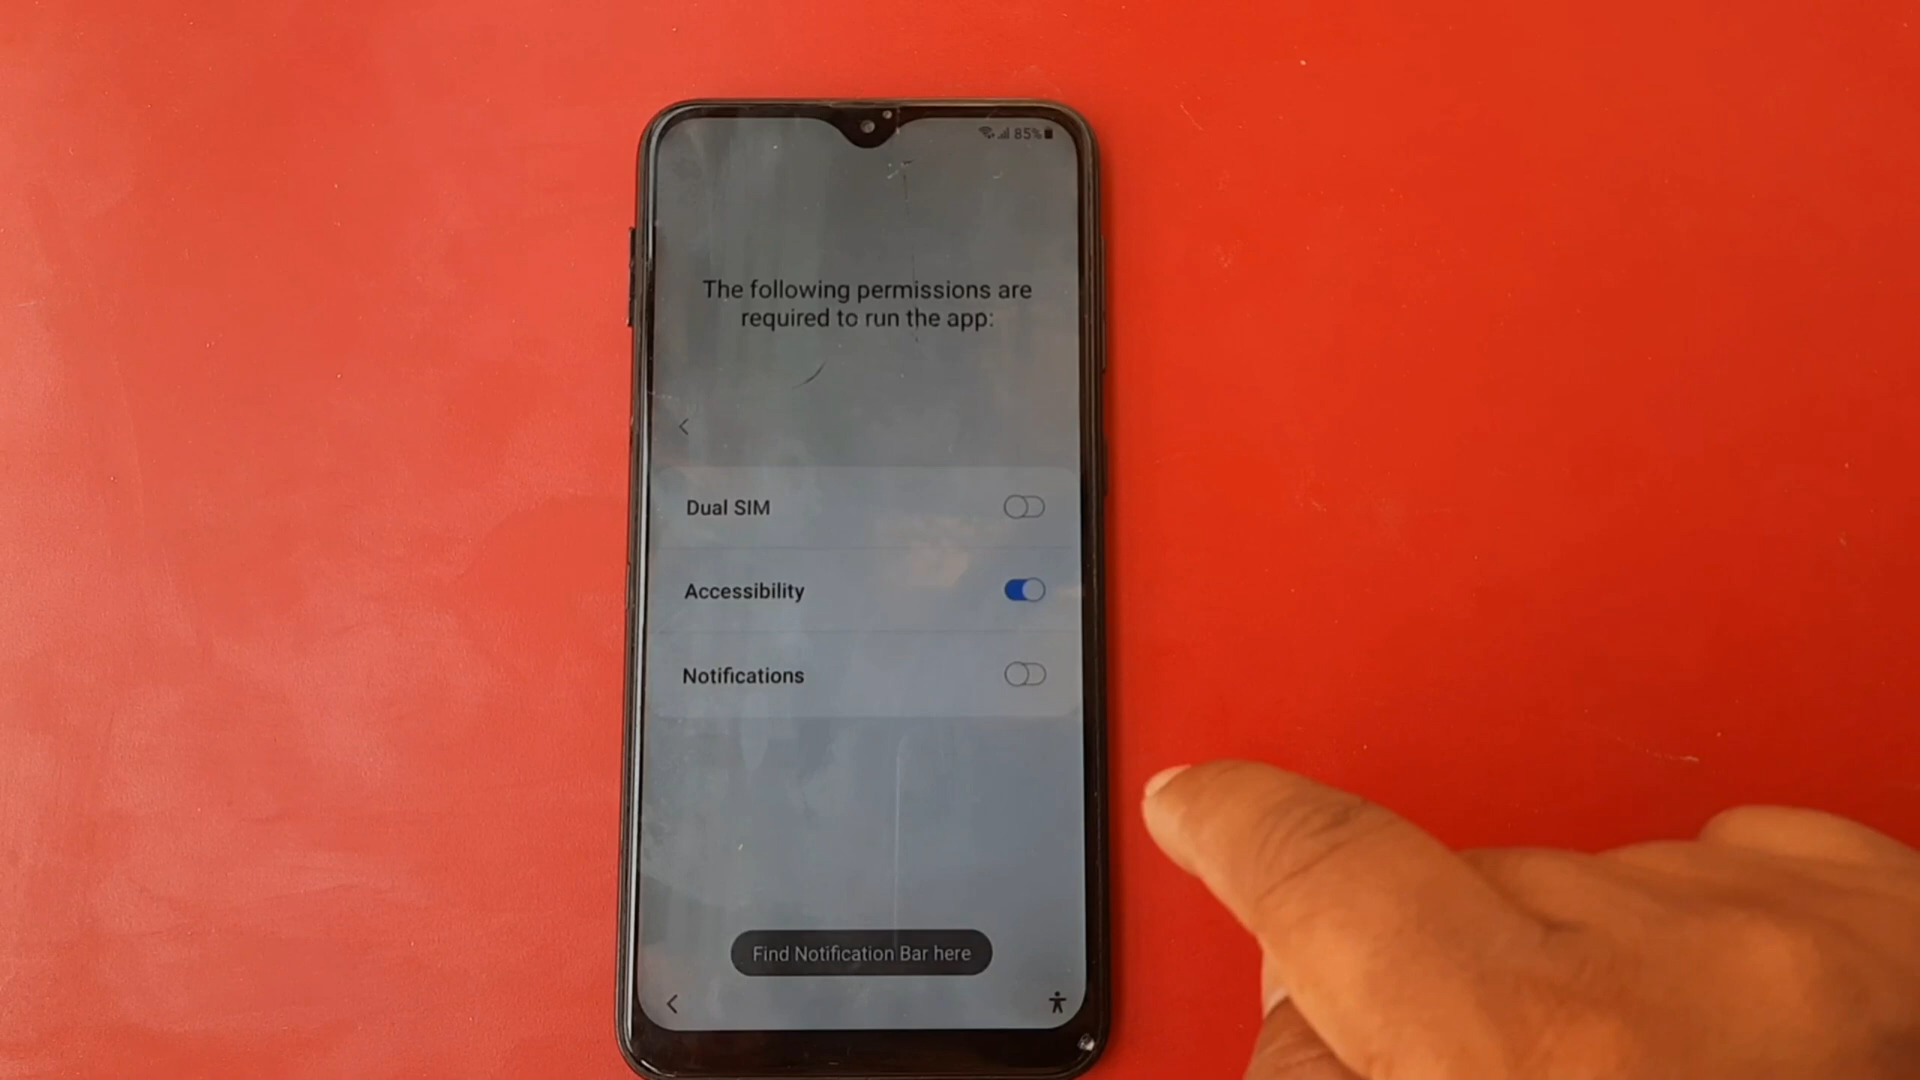 85%
The following permissions are
required to run the app:
Dual SIM
Accessibility
Notifications
Find Notification Bar here